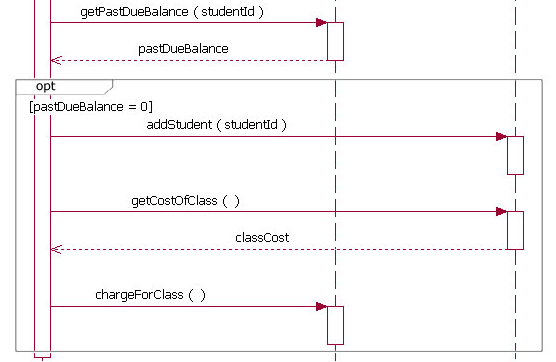 getPastDueBalance ( studentId )
pastDueBalance
opt
[pastDueBalance = 0]
addStudent ( studentId )
getCostOfClass ( )
classCost
chargeForClass ( )